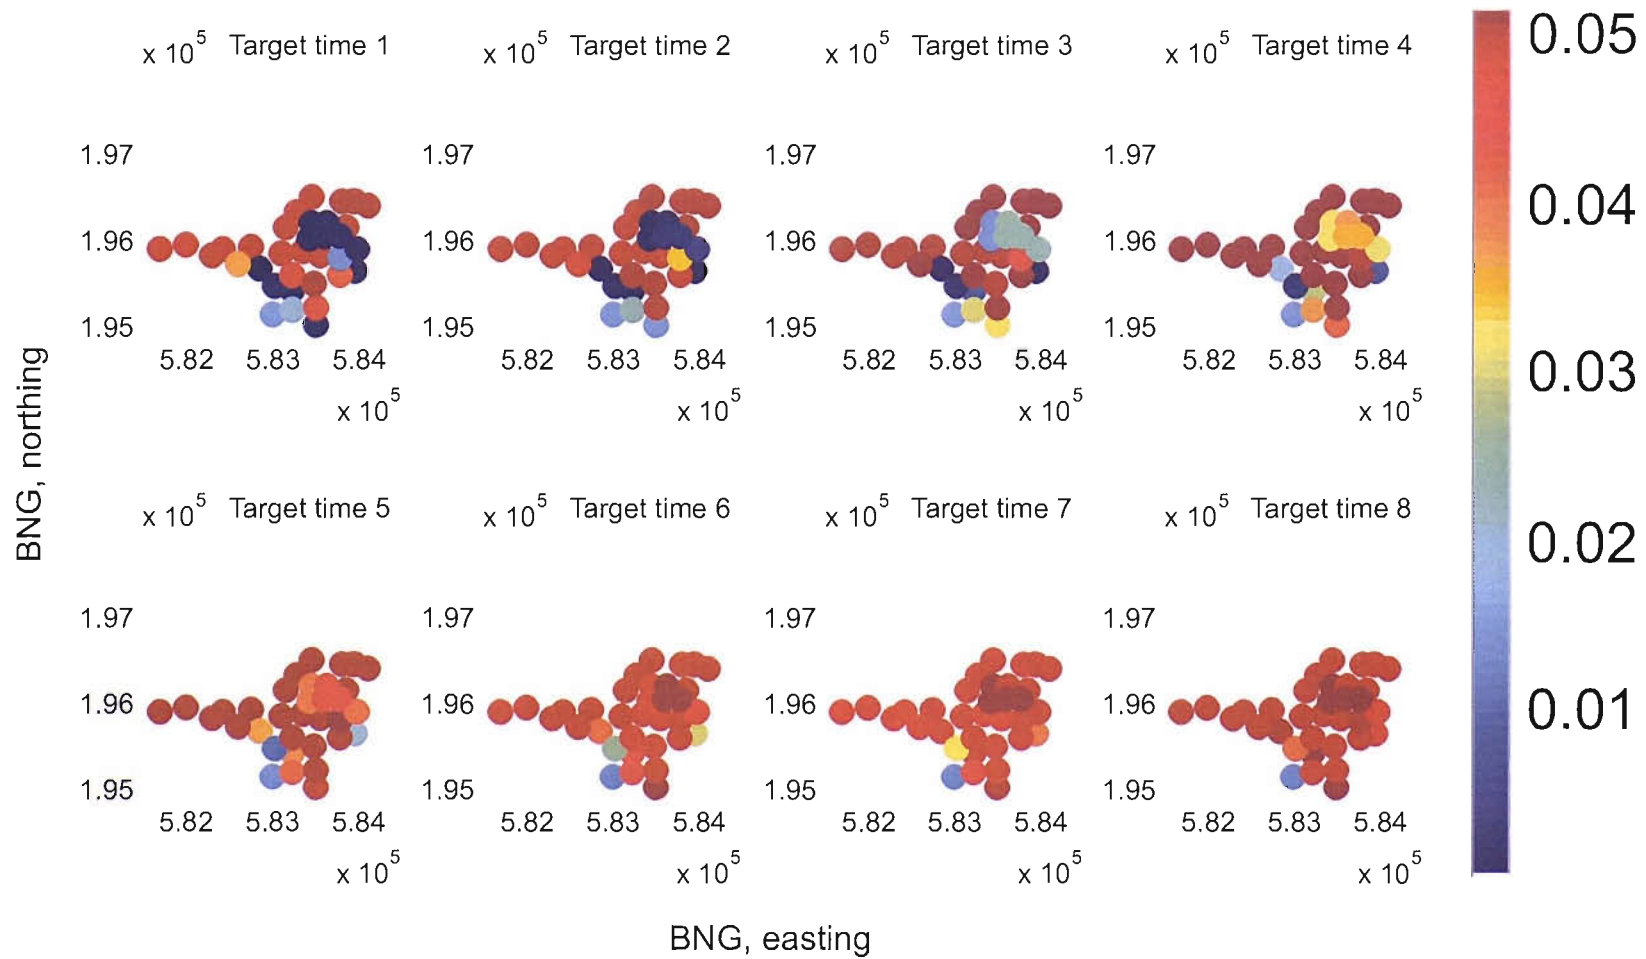 x 10^5 Target time 1
x 10^5 Target time 2
x 10^5 Target time 3
x 10^5 Target time 4
1.97
1.96
1.95
5.82 5.83 5.84
x 10^5
1.97
1.96
1.95
5.82 5.83 5.84
x 10^5
1.97
1.96
1.95
5.82 5.83 5.84
x 10^5
1.97
1.96
1.95
5.82 5.83 5.84
x 10^5
x 10^5 Target time 5
x 10^5 Target time 6
x 10^5 Target time 7
x 10^5 Target time 8
1.97
1.96
1.95
5.82 5.83 5.84
x 10^5
1.97
1.96
1.95
5.82 5.83 5.84
x 10^5
1.97
1.96
1.95
5.82 5.83 5.84
x 10^5
1.97
1.96
1.95
5.82 5.83 5.84
x 10^5
BNG, northing
BNG, easting
0.05
0.04
0.03
0.02
0.01